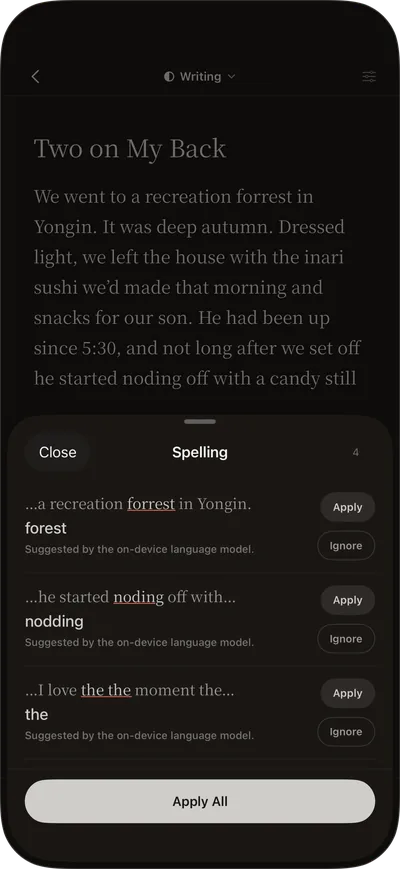 Writing
Two on My Back
We went to a recreation forrest in
Yongin. It was deep autumn. Dressed
light, we left the house with the inari
sushi we’d made that morning and
snacks for our son. He had been up
since 5:30, and not long after we set off
he started noding off with a candy still
Close
Spelling
4
...a recreation forrest in Yongin.
forest
Suggested by the on-device language model.
Apply
Ignore
...he started noding off with...
nodding
Suggested by the on-device language model.
Apply
Ignore
...I love the the moment the...
the
Suggested by the on-device language model.
Apply
Ignore
Apply All